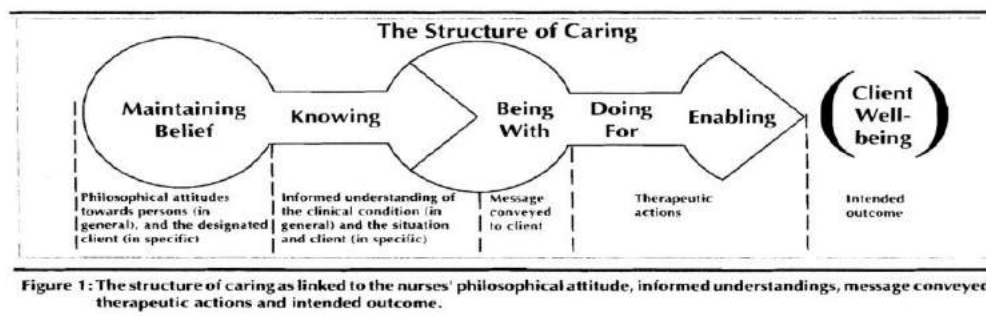 The Structure of Caring
Maintaining
Belief
Knowing
Being
With
Doing
For
Enabling
Client
Well-
being
Philosophical attitudes
towards persons (in
general), and the designated
client (in specific)
Informed understanding of
the clinical condition (in
general) and the situation
and client (in specific)
Message
conveyed
to client
Therapeutic
actions
Intended
outcome
Figure 1: The structure of caring as linked to the nurses' philosophical attitude, informed understandings, message conveyed
therapeutic actions and intended outcome.